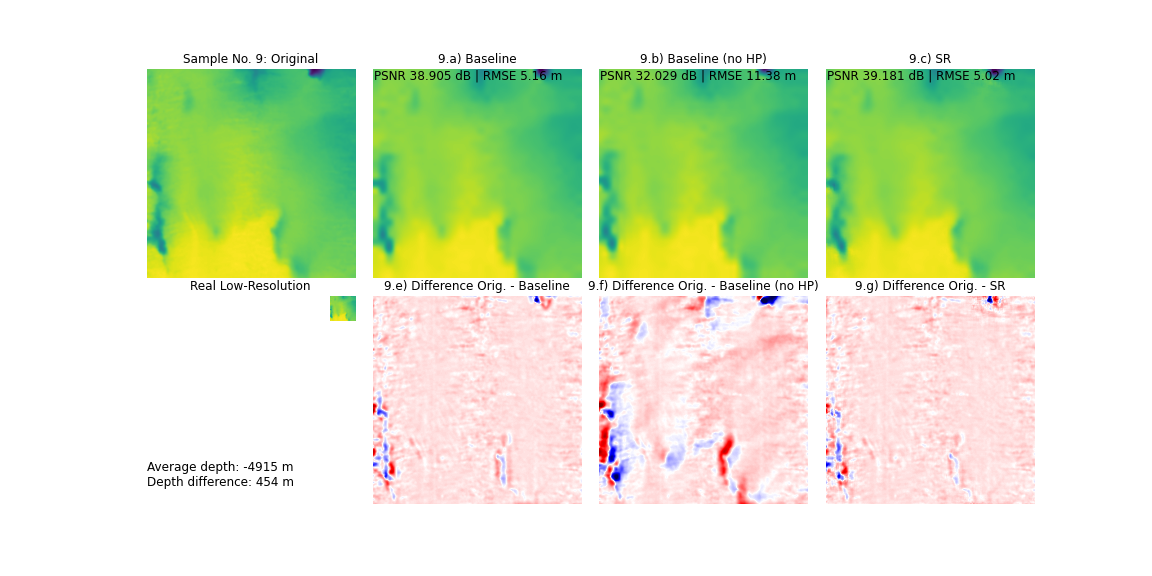 Sample No. 9: Original
9.a) Baseline
9.b) Baseline (no HP)
9.c) SR
PSNR 38.905 dB | RMSE 5.16 m
PSNR 32.029 dB | RMSE 11.38 m
PSNR 39.181 dB | RMSE 5.02 m
Real Low-Resolution
9.e) Difference Orig. - Baseline
9.f) Difference Orig. - Baseline (no HP)
9.g) Difference Orig. - SR
Average depth: -4915 m
Depth difference: 454 m